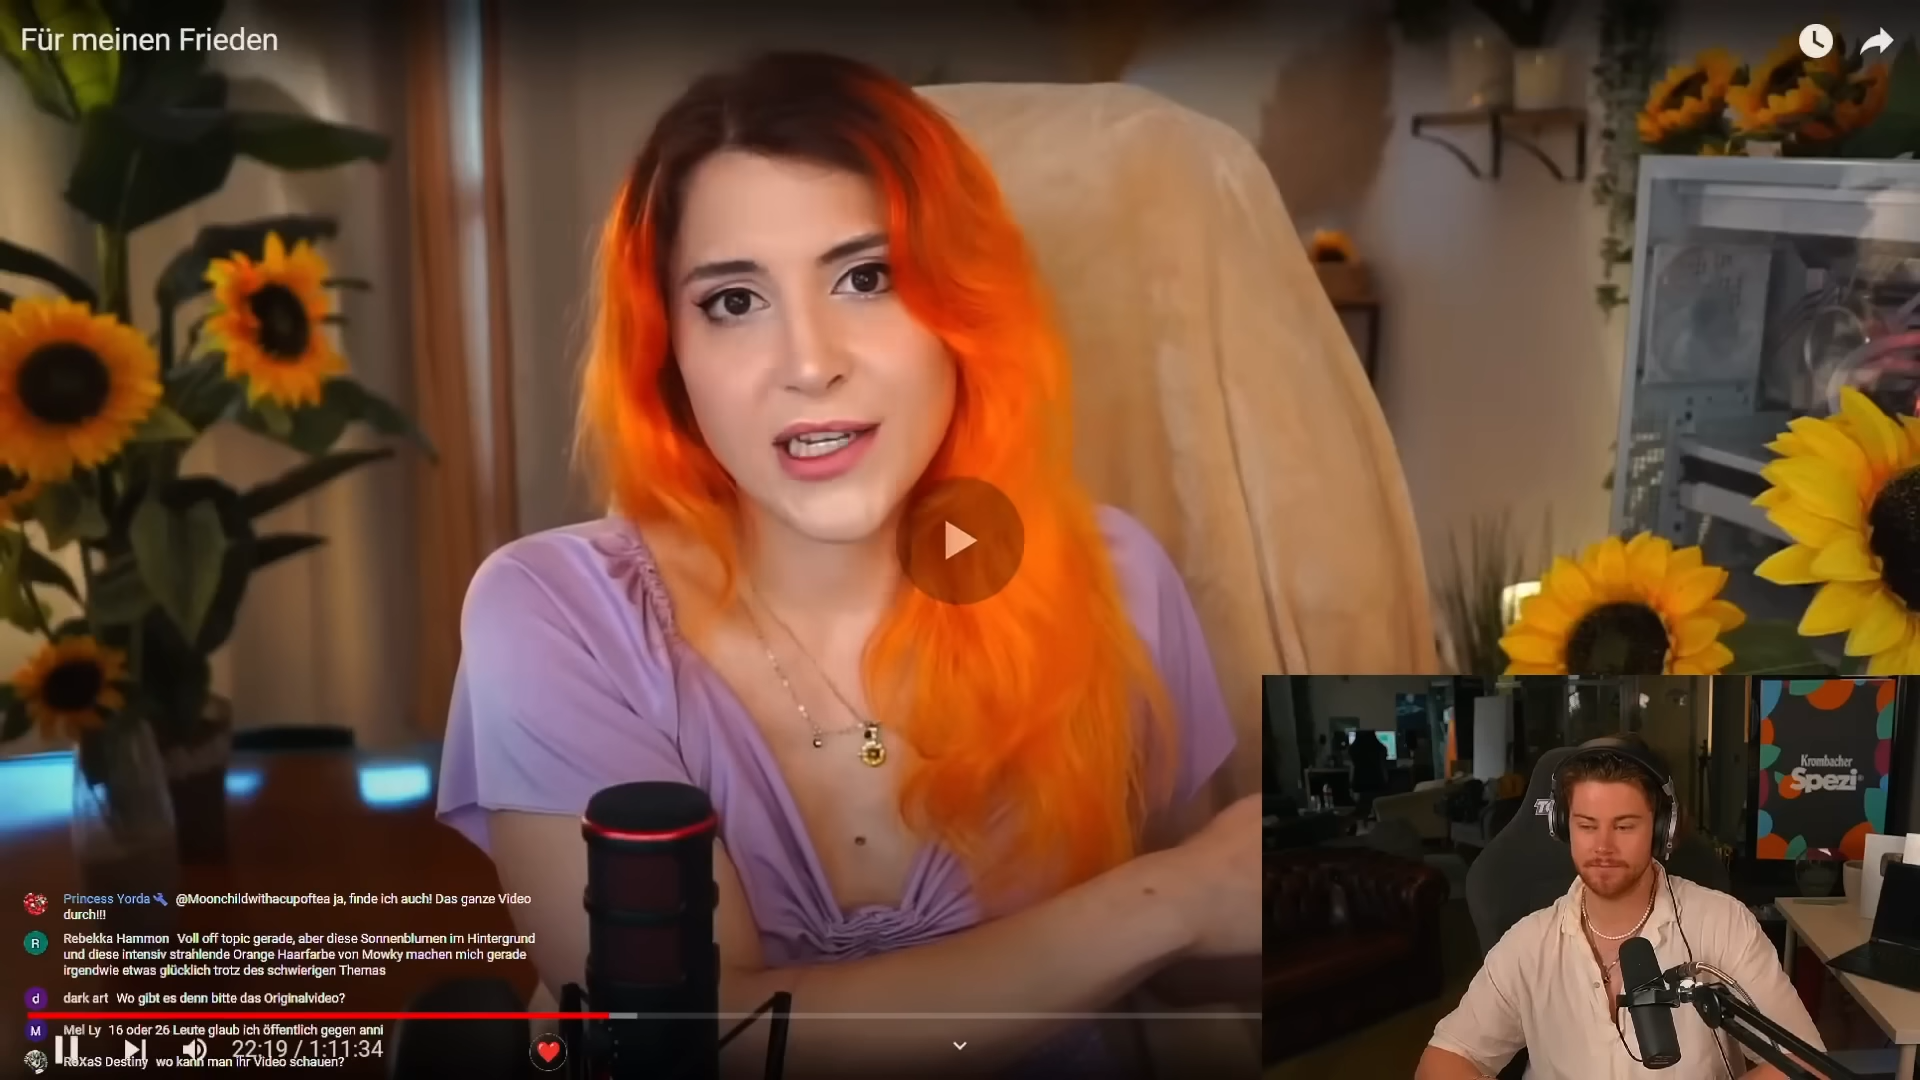 Für meinen Frieden
Krombacher
Spezi
Princess Yorda @Moonchildwithacupoftea ja, finde ich auch! Das ganze Video
durch!!!
R
Rebekka Hammon Voll off topic gerade, aber diese Sonnenblumen im Hintergrund
und diese intensiv strahlende Orange Haarfarbe von Mowky machen mich gerade
irgendwie etwas glücklich trotz des schwierigen Themas
d
dark art Wo gibt es denn bitte das Originalvideo?
M
Mel Ly 16 oder 26 Leute glaub ich öffentlich gegen anni
22:19 / 1:11:34
RoXaS Destiny wo kann man ihr Video schauen?